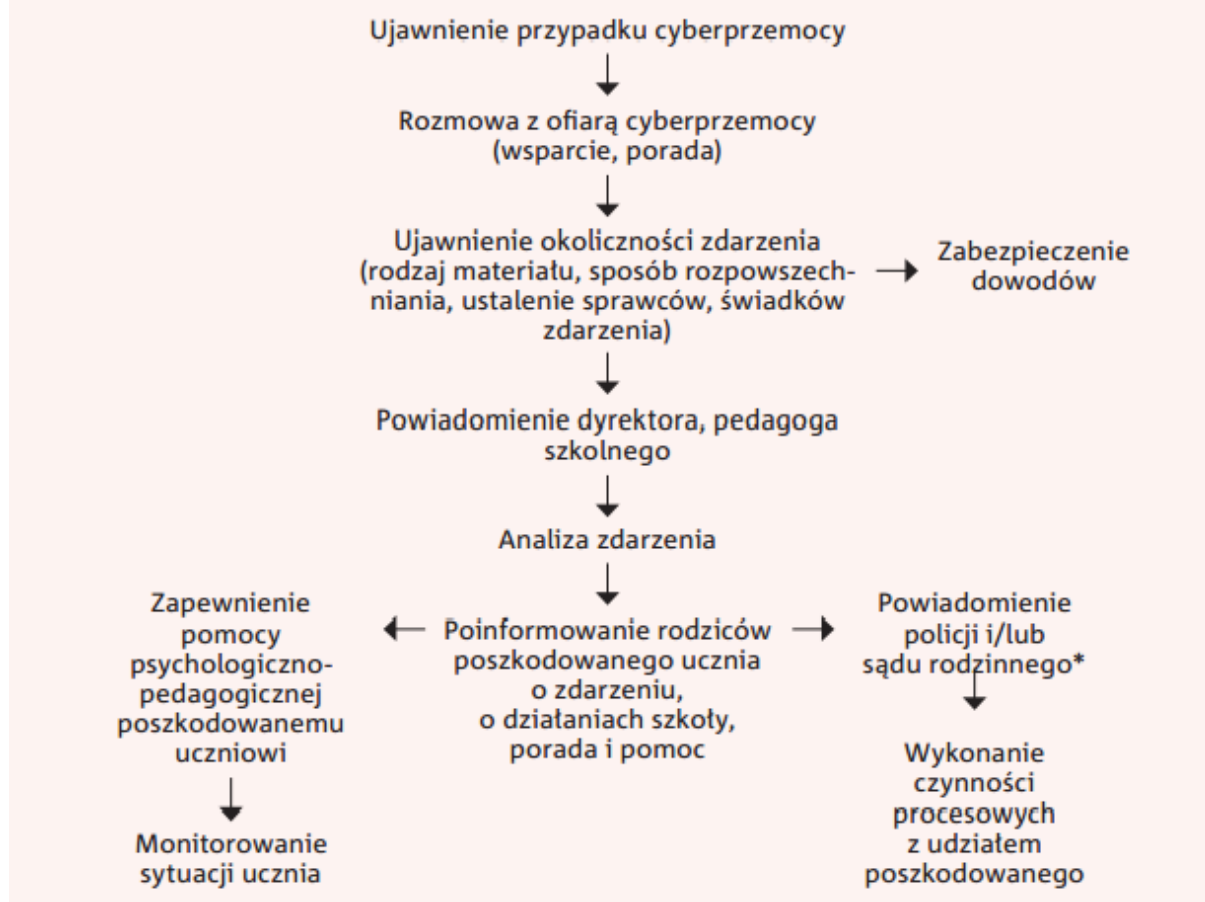 Ujawnienie przypadku cyberprzemocy
Rozmowa z ofiarą cyberprzemocy
(wsparcie, porada)
Ujawnienie okoliczności zdarzenia
(rodzaj materiału, sposób rozpowszech-
niania, ustalenie sprawców, świadków
zdarzenia)
Zabezpieczenie
dowodów
Powiadomienie dyrektora, pedagoga
szkolnego
Analiza zdarzenia
Zapewnienie
pomocy
psychologiczno-
pedagogicznej
poszkodowanemu
uczniowi
Poinformowanie rodziców
poszkodowanego ucznia
o zdarzeniu,
o działaniach szkoły,
porada i pomoc
Powiadomienie
policji i/lub
sądu rodzinnego*
Monitorowanie
sytuacji ucznia
Wykonanie
czynności
procesowych
z udziałem
poszkodowanego